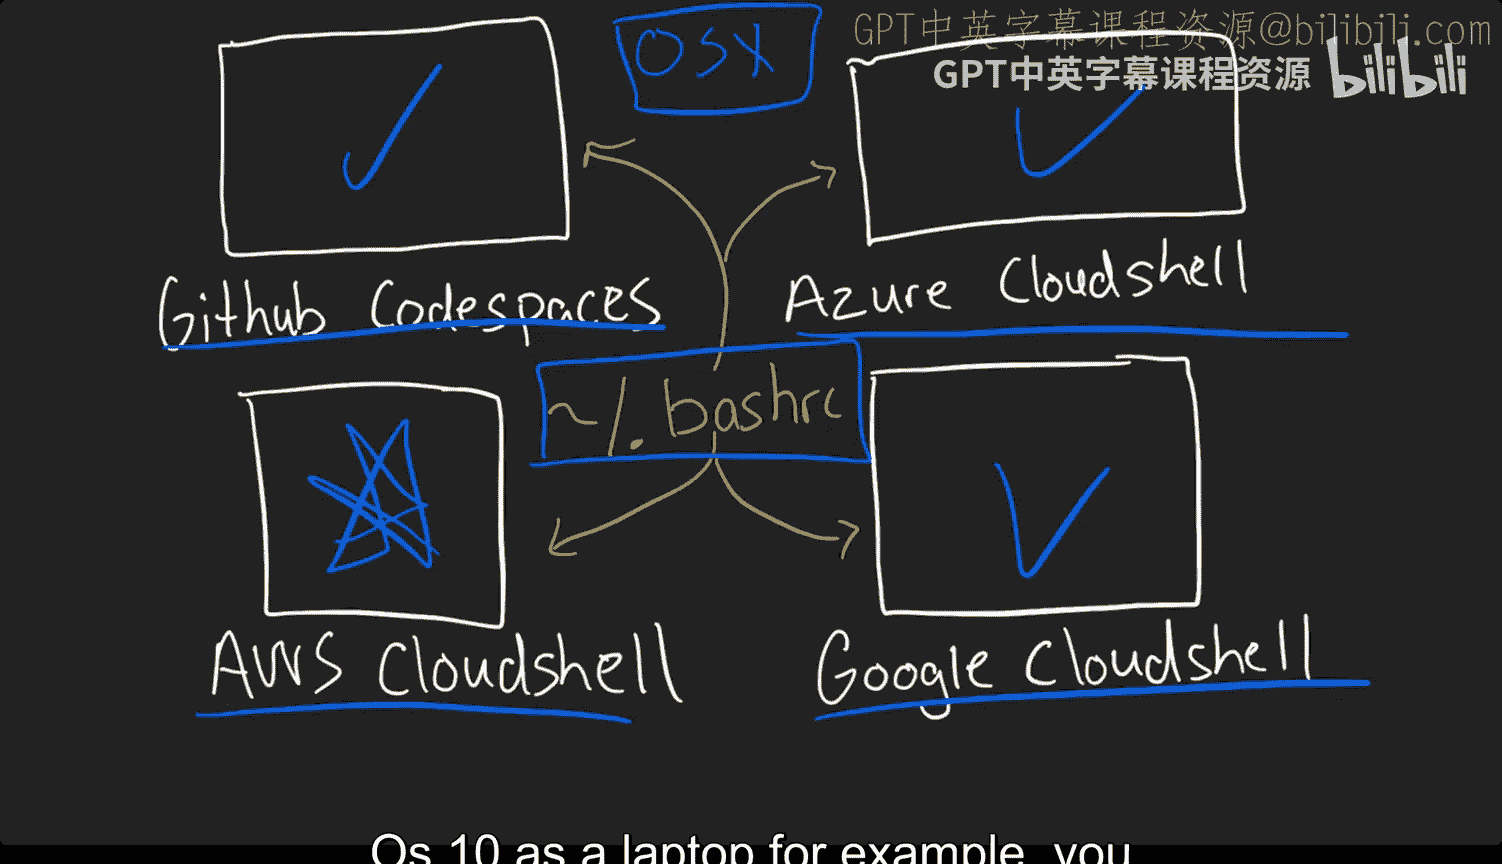 GPT中英字幕课程资源@bilibili.com
GPT中英字幕课程资源 bilibili
OSX
Github Codespaces
Azure Cloudshell
~/.bashrc
AWS Cloudshell
Google Cloudshell
Os 10 as a laptop for example, you